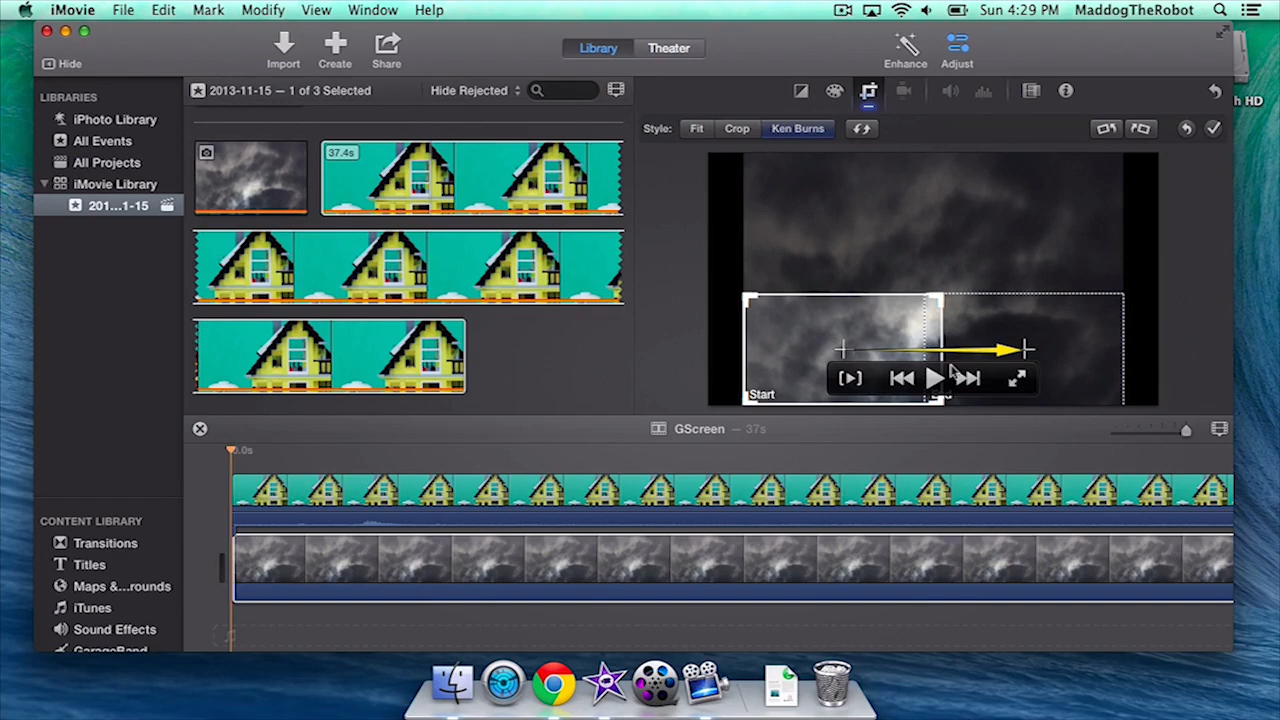 iMovie File Edit Mark Modify View Window Help Sun 4:29 PM MaddogTheRobot
Hide
Import Create Share
Library Theater
Enhance Adjust
h HD
LIBRARIES
iPhoto Library
All Events
All Projects
iMovie Library
201...1-15
2013-11-15 — 1 of 3 Selected Hide Rejected
37.4s
Style: Fit Crop Ken Burns
Start
GScreen — 37s
.0s
CONTENT LIBRARY
Transitions
Titles
Maps &...rounds
iTunes
Sound Effects
GarageBand